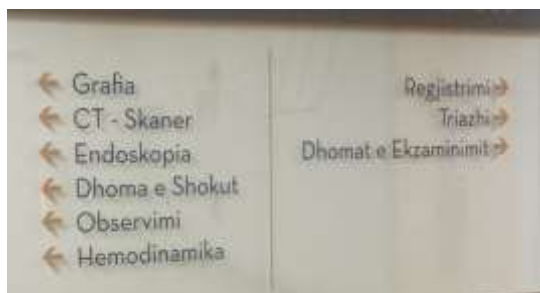 Grafia
CT - Skaner
Endoskopia
Dhoma e Shokut
Observimi
Hemodinamika
Regjistrimi
Triazhi
Dhomat e Ekzaminimit